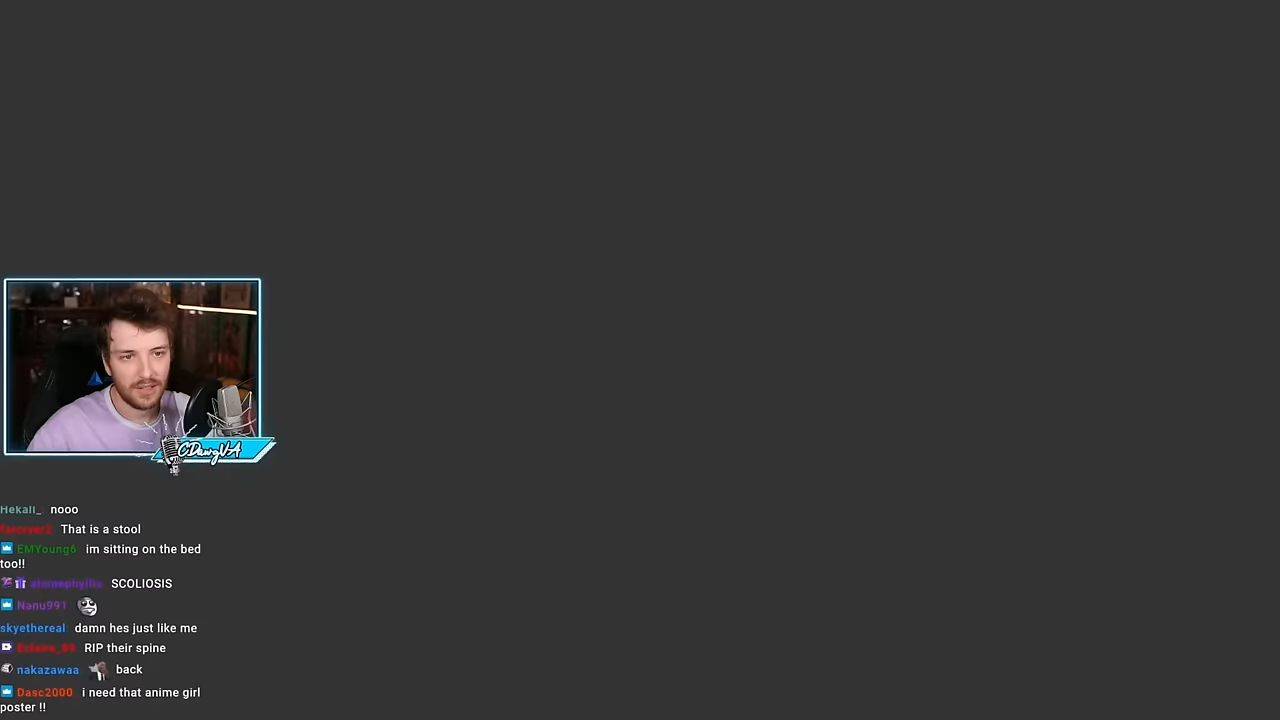 CDawgVA
Hekali_ nooo
farcryer2 That is a stool
EMYoung6 im sitting on the bed
too!!
SCOLIOSIS
Nanu991
skyethereal damn hes just like me
RIP their spine
nakazawaa back
Dasc2000 i need that anime girl
poster !!